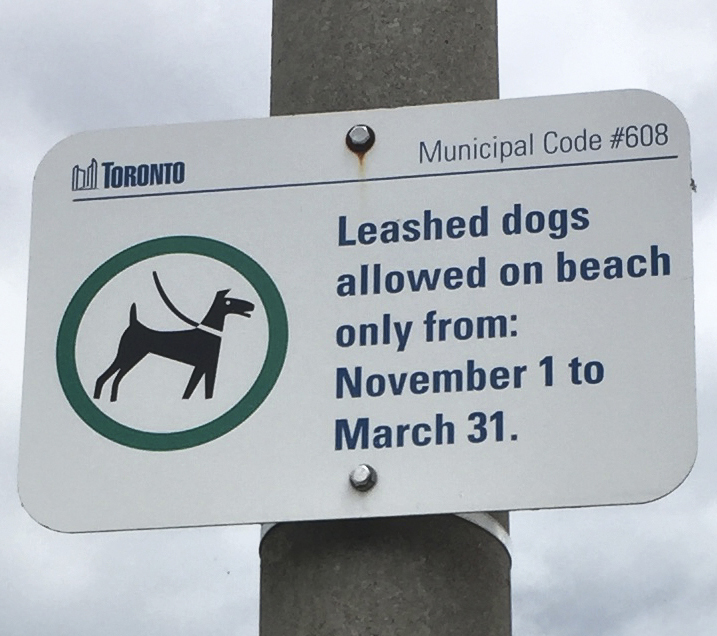 TORONTO
Municipal Code #608
Leashed dogs
allowed on beach
only from:
November 1 to
March 31.